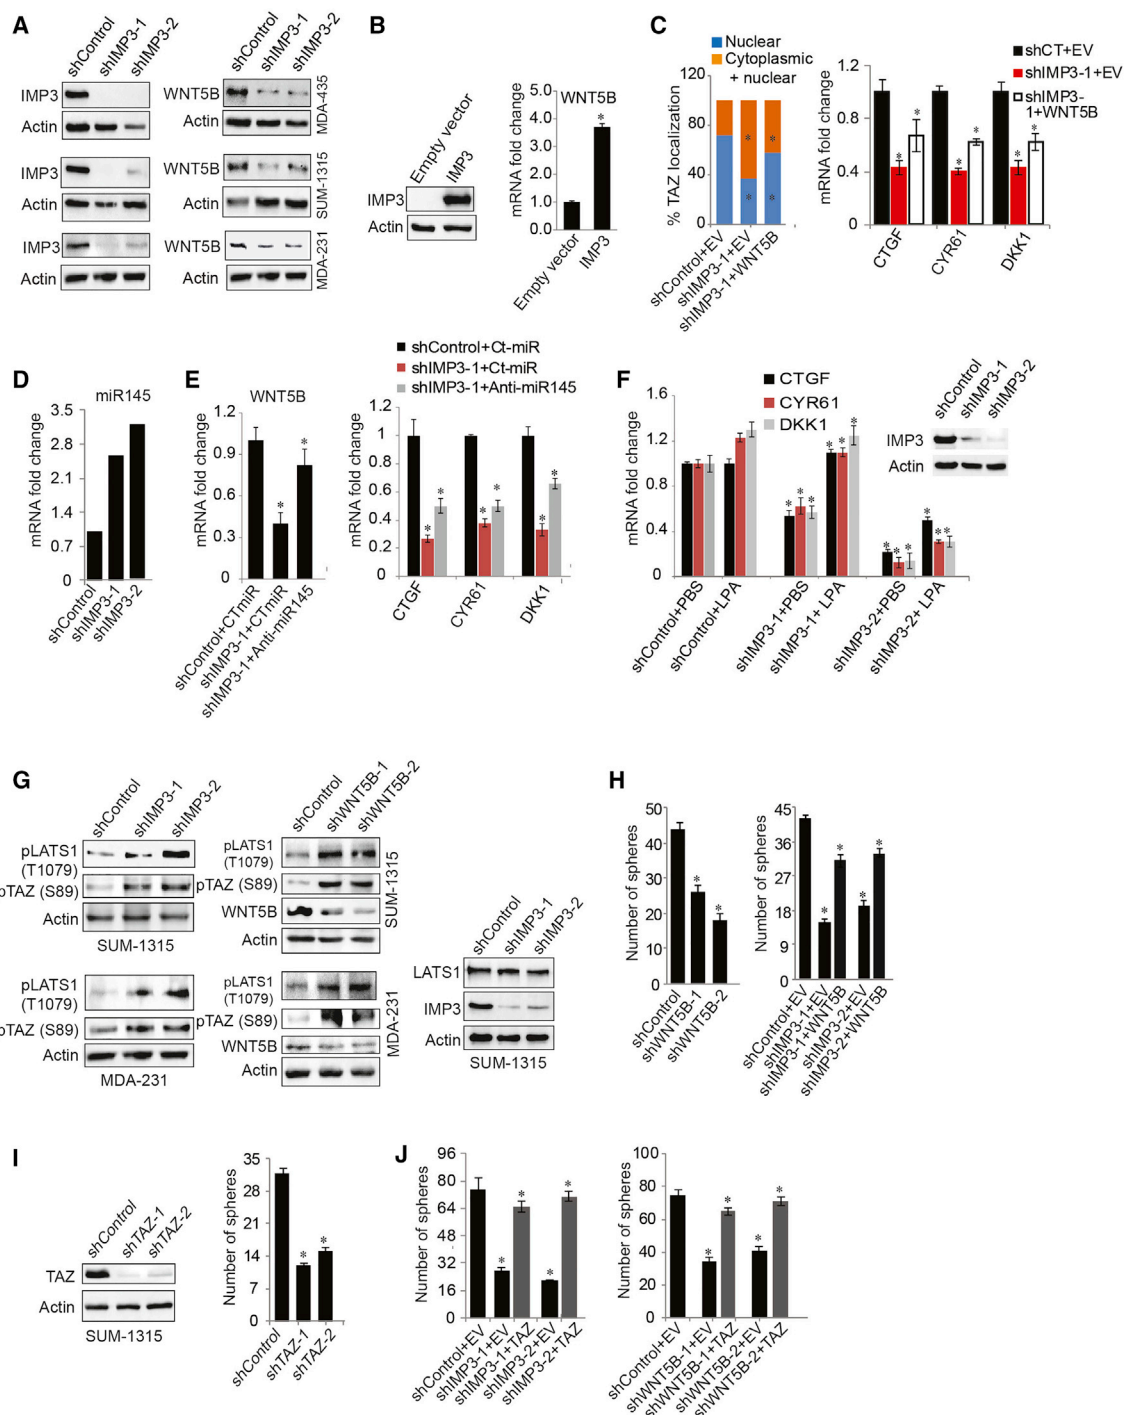 A
shControl
shIMP3-1
shIMP3-2
IMP3
Actin
IMP3
Actin
IMP3
Actin
shControl
shIMP3-1
shIMP3-2
WNT5B
Actin
MDA-435
WNT5B
Actin
SUM-1315
WNT5B
Actin
MDA-231
B
Empty vector
IMP3
IMP3
Actin
WNT5B
mRNA fold change
5.0
4.0
3.0
2.0
1.0
0.0
*
Empty vector
IMP3
C
Nuclear
Cytoplasmic
+ nuclear
% TAZ localization
120
80
40
0
*
*
*
*
shControl+EV
shIMP3-1+EV
shIMP3-1+WNT5B
shCT+EV
shIMP3-1+EV
shIMP3-
1+WNT5B
mRNA fold change
1.2
0.8
0.4
0
* * * * * *
CTGF
CYR61
DKK1
D
miR145
mRNA fold change
3.5
2.8
2.1
1.4
0.7
0
shControl
shIMP3-1
shIMP3-2
E
WNT5B
mRNA fold change
1.2
0.9
0.6
0.3
0
* *
shControl+CTmiR
shIMP3-1+CTmiR
shIMP3-1+Anti-miR145
shControl+Ct-miR
shIMP3-1+Ct-miR
shIMP3-1+Anti-miR145
mRNA fold change
1.2
1
0.8
0.6
0.4
0.2
0
* * * * * *
CTGF
CYR61
DKK1
F
CTGF
CYR61
DKK1
mRNA fold change
1.6
1.2
0.8
0.4
0
* * * * * * * * * * * *
shControl+PBS
shControl+LPA
shIMP3-1+PBS
shIMP3-1+ LPA
shIMP3-2+PBS
shIMP3-2+ LPA
shControl
shIMP3-1
shIMP3-2
IMP3
Actin
G
shControl
shIMP3-1
shIMP3-2
pLATS1
(T1079)
pTAZ (S89)
Actin
SUM-1315
pLATS1
(T1079)
pTAZ (S89)
Actin
MDA-231
shControl
shWNT5B-1
shWNT5B-2
pLATS1
(T1079)
pTAZ (S89)
WNT5B
Actin
SUM-1315
pLATS1
(T1079)
pTAZ (S89)
WNT5B
Actin
MDA-231
shControl
shIMP3-1
shIMP3-2
LATS1
IMP3
Actin
SUM-1315
H
Number of spheres
50
40
30
20
10
0
* *
shControl
shWNT5B-1
shWNT5B-2
Number of spheres
45
36
27
18
9
0
* * * *
shControl+EV
shIMP3-1+EV
shIMP3-1+WNT5B
shIMP3-2+EV
shIMP3-2+WNT5B
I
shControl
shTAZ-1
shTAZ-2
TAZ
Actin
SUM-1315
Number of spheres
35
28
21
14
7
0
* *
shControl
shTAZ-1
shTAZ-2
J
Number of spheres
96
80
64
48
32
16
0
* * * *
shControl+EV
shIMP3-1+EV
shIMP3-1+TAZ
shIMP3-2+EV
shIMP3-2+TAZ
Number of spheres
100
80
60
40
20
0
* * * *
shControl+EV
shWNT5B-1+EV
shWNT5B-1+TAZ
shWNT5B-2+EV
shWNT5B-2+TAZ